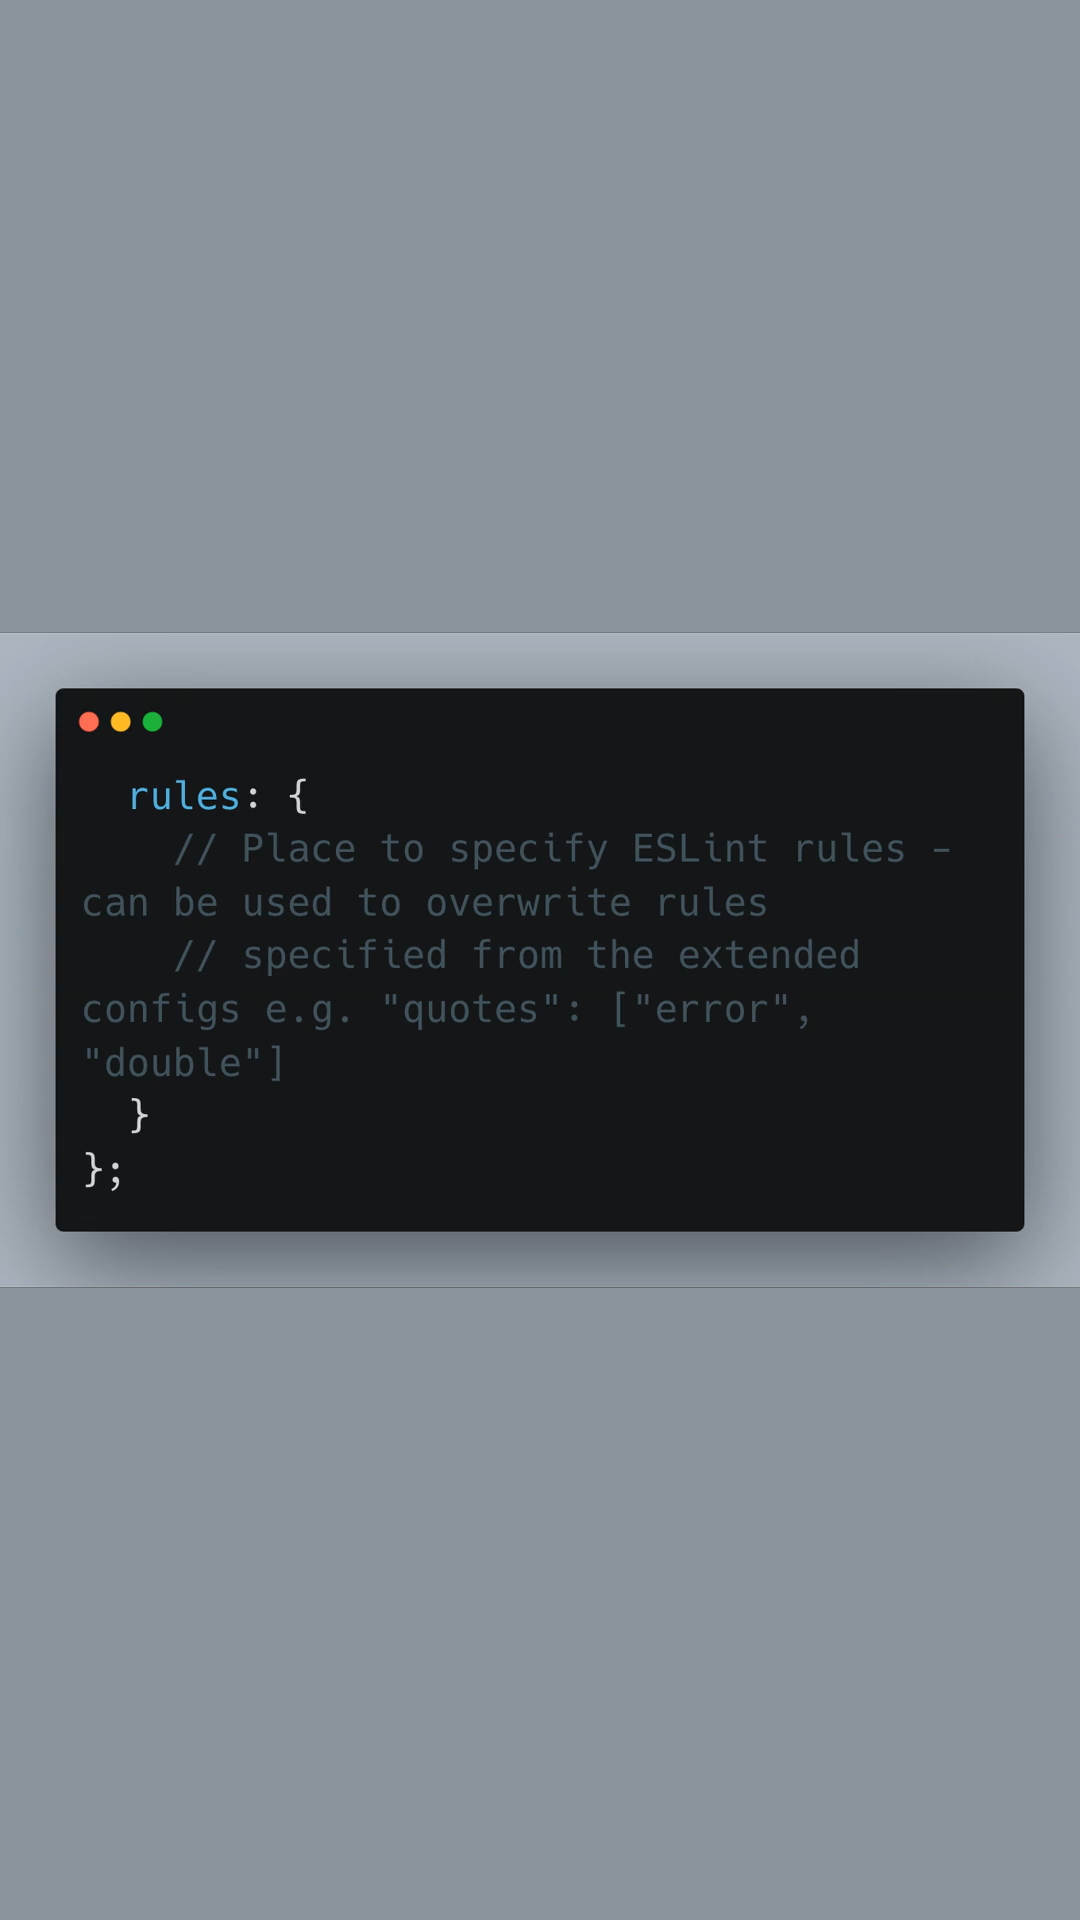 rules: {
// Place to specify ESLint rules -
can be used to overwrite rules
// specified from the extended
configs e.g. "quotes": ["error",
"double"]
}
};